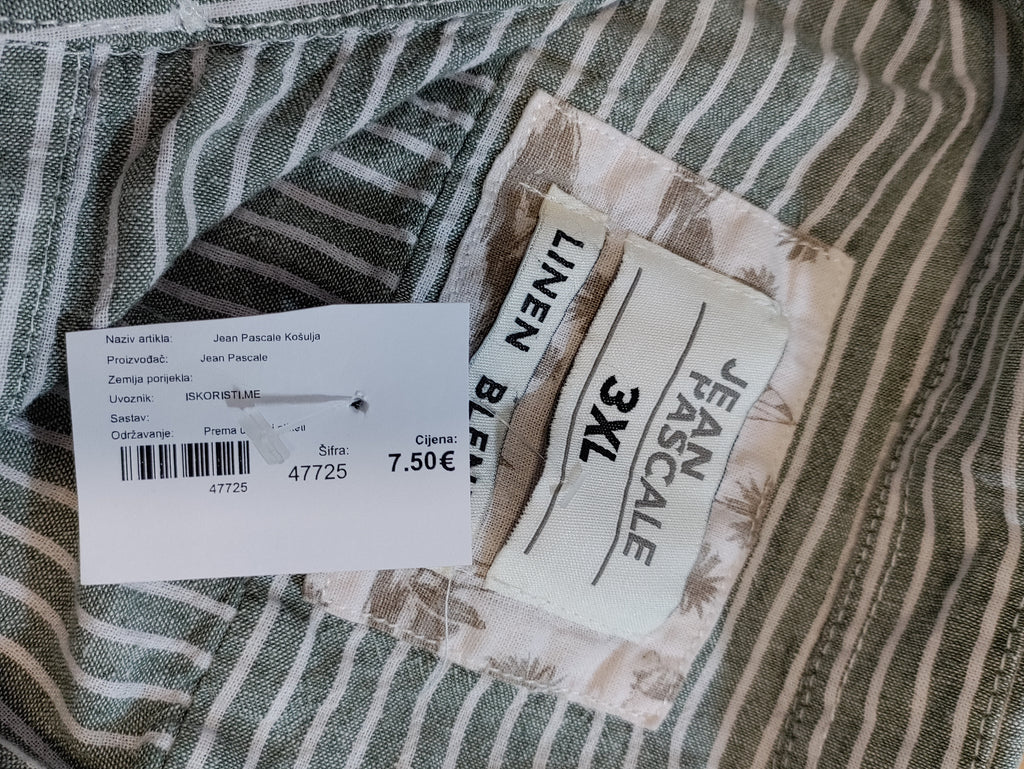 Naziv artikla: Jean Pascale Košulja
Proizvođač: Jean Pascale
Zemlja porijekla:
Uvoznik: ISKORISTI.ME
Sastav:
Održavanje: Prema
Šifra:
47725
Cijena:
7.50€
47725
LINEN BLEN
3XL
JEAN
PASCALE